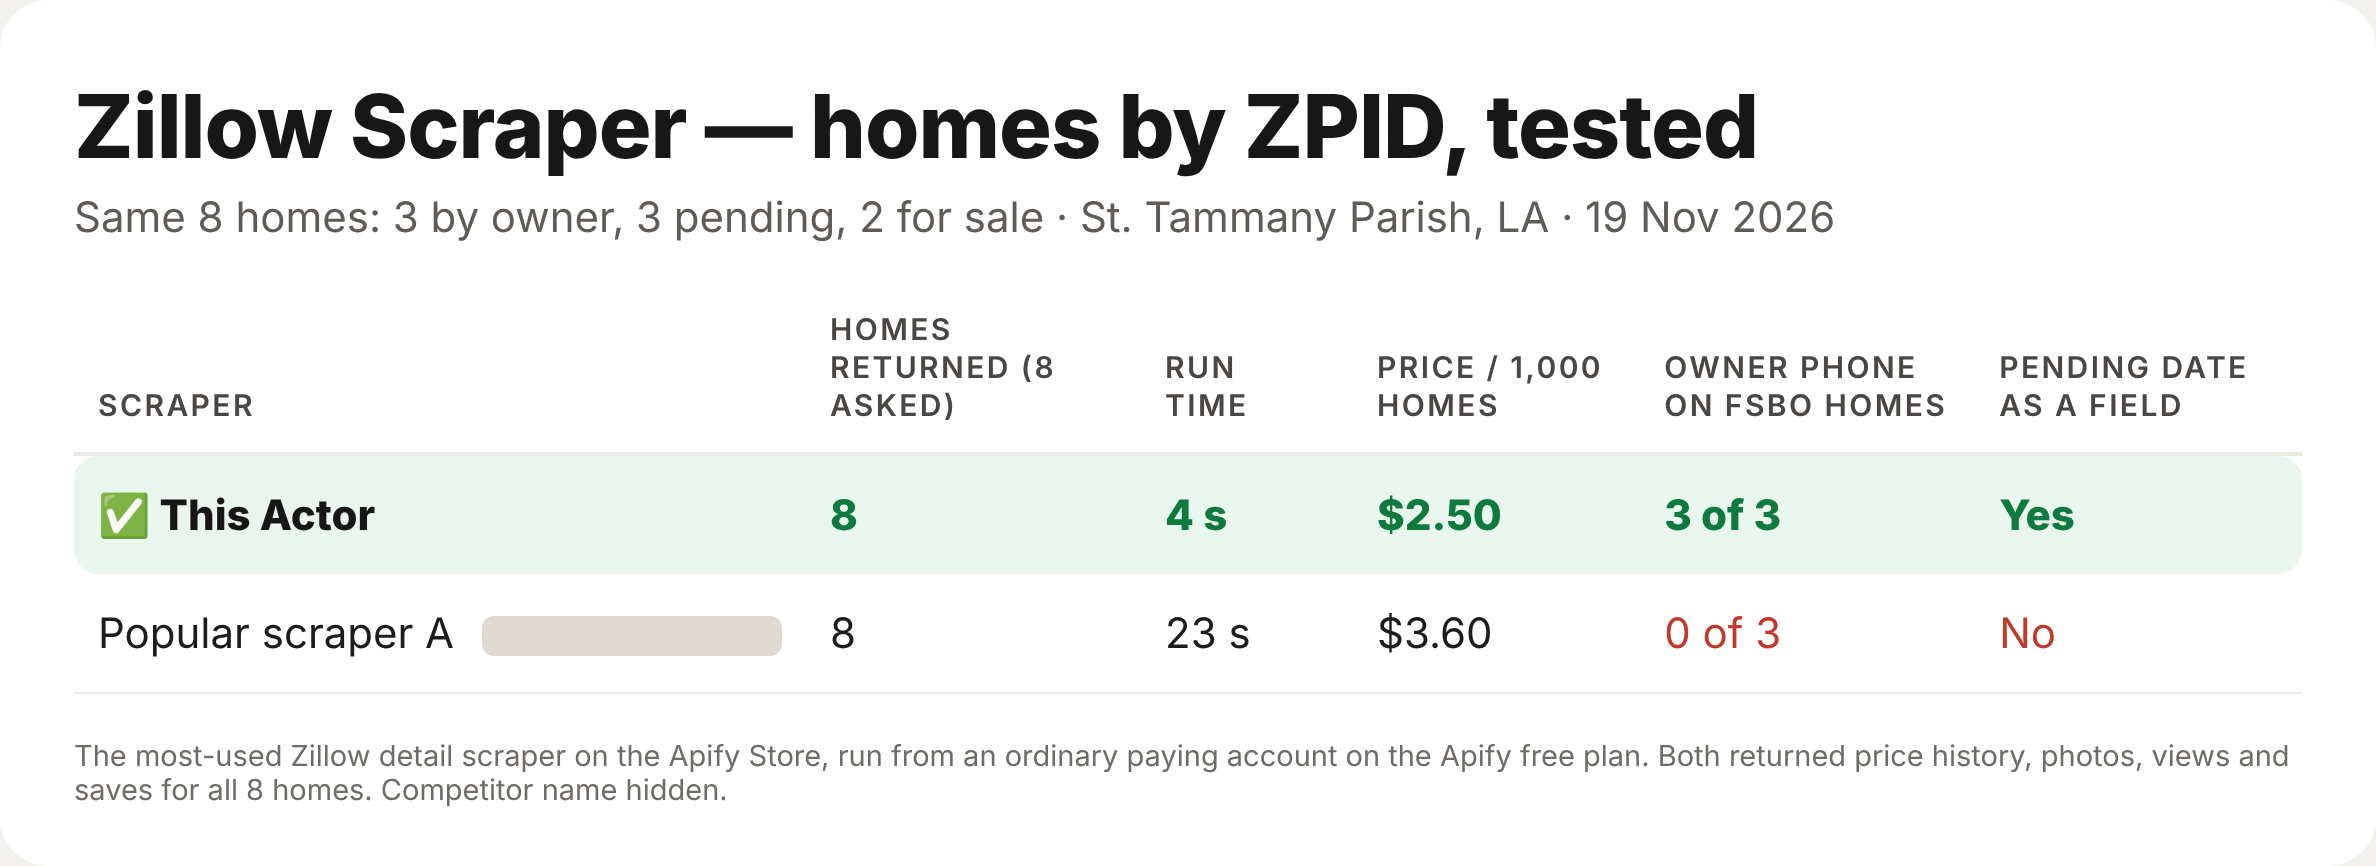 Zillow Scraper — homes by ZPID, tested
Same 8 homes: 3 by owner, 3 pending, 2 for sale · St. Tammany Parish, LA · 19 Nov 2026
SCRAPER
HOMES
RETURNED (8
ASKED)
RUN
TIME
PRICE / 1,000
HOMES
OWNER PHONE
ON FSBO HOMES
PENDING DATE
AS A FIELD
✅ This Actor 8 4 s $2.50 3 of 3 Yes
Popular scraper A 8 23 s $3.60 0 of 3 No
The most-used Zillow detail scraper on the Apify Store, run from an ordinary paying account on the Apify free plan. Both returned price history, photos, views and
saves for all 8 homes. Competitor name hidden.